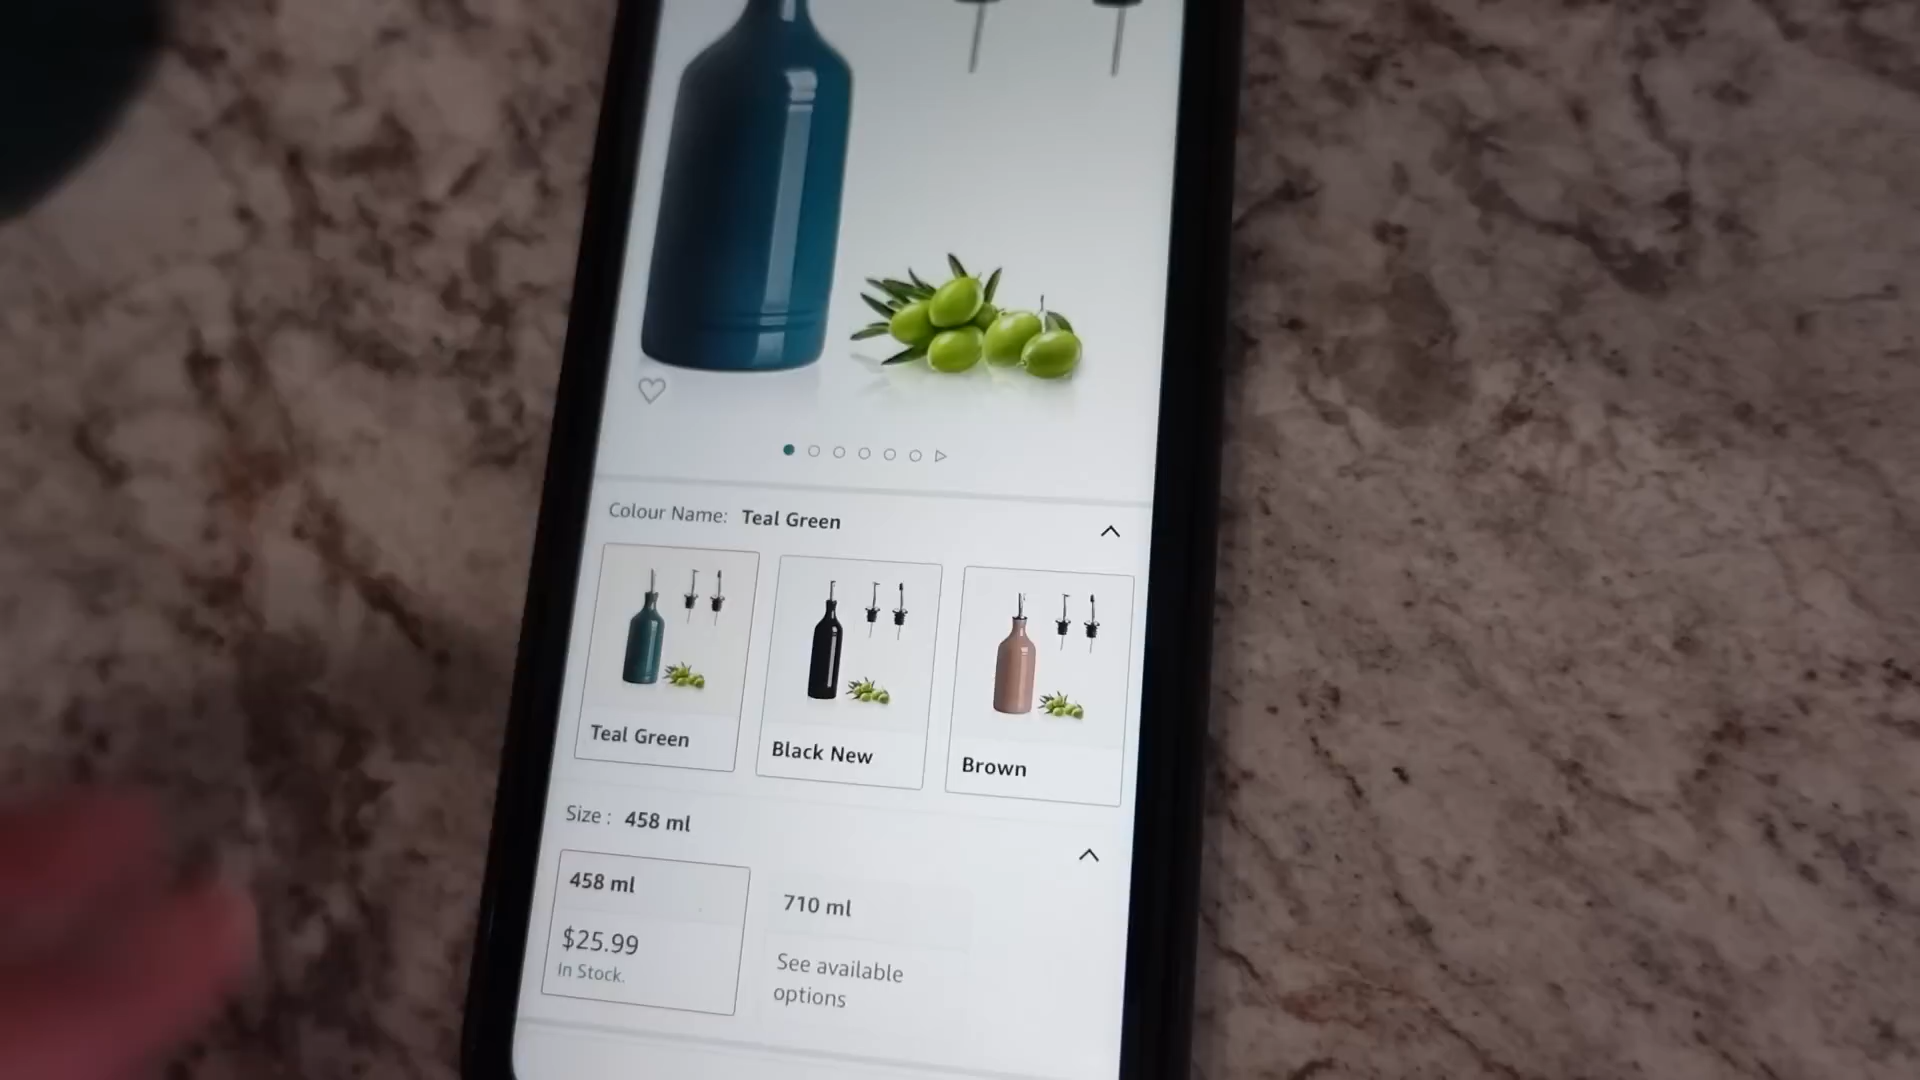 Colour Name: Teal Green
Teal Green
Black New
Brown
Size : 458 ml
458 ml
$25.99
In Stock.
710 ml
See available
options